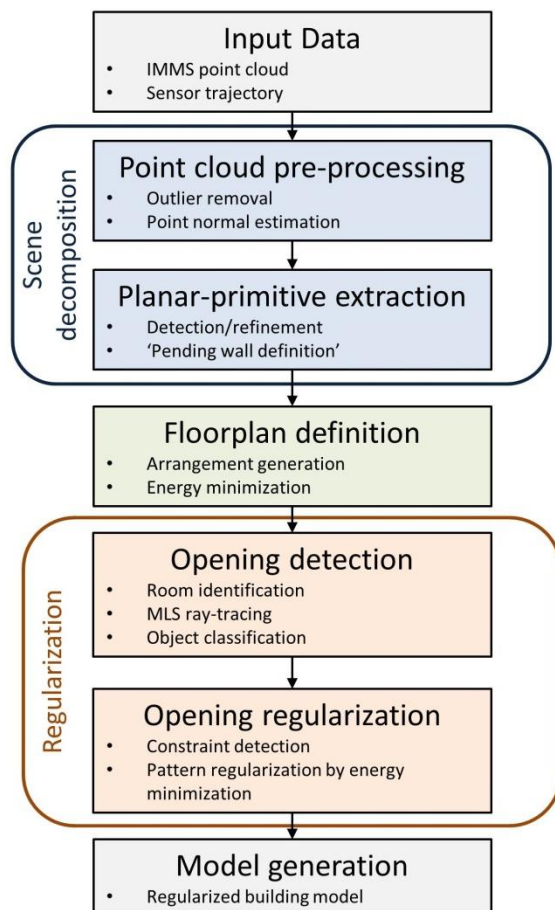 Input Data
• IMMS point cloud
• Sensor trajectory
Scene
decomposition
Point cloud pre-processing
• Outlier removal
• Point normal estimation
Planar-primitive extraction
• Detection/refinement
• ‘Pending wall definition’
Floorplan definition
• Arrangement generation
• Energy minimization
Regularization
Opening detection
• Room identification
• MLS ray-tracing
• Object classification
Opening regularization
• Constraint detection
• Pattern regularization by energy
minimization
Model generation
• Regularized building model